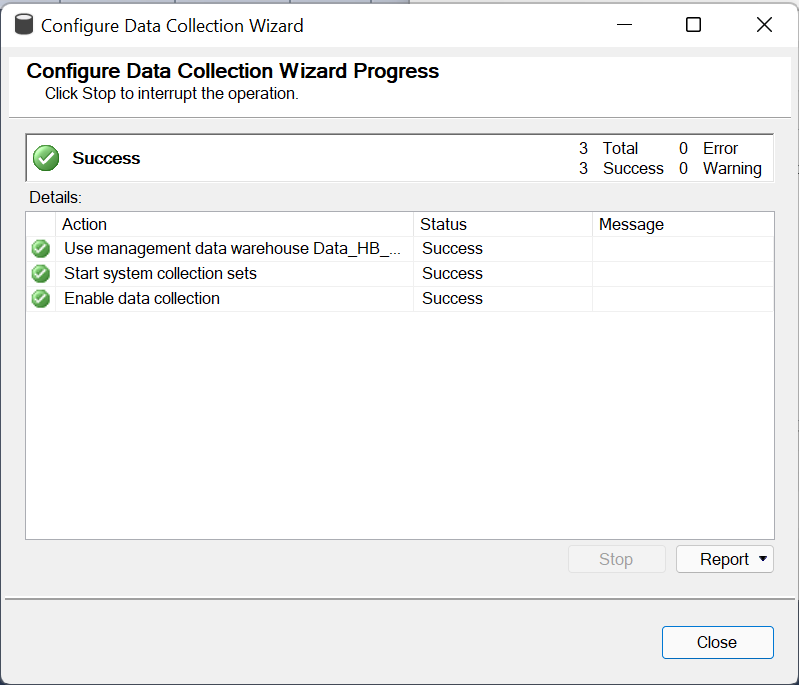 Configure Data Collection Wizard
Configure Data Collection Wizard Progress
Click Stop to interrupt the operation.
Success
3 Total 0 Error
3 Success 0 Warning
Details:
Action Status Message
Use management data warehouse Data_HB_... Success
Start system collection sets Success
Enable data collection Success
Stop Report
Close